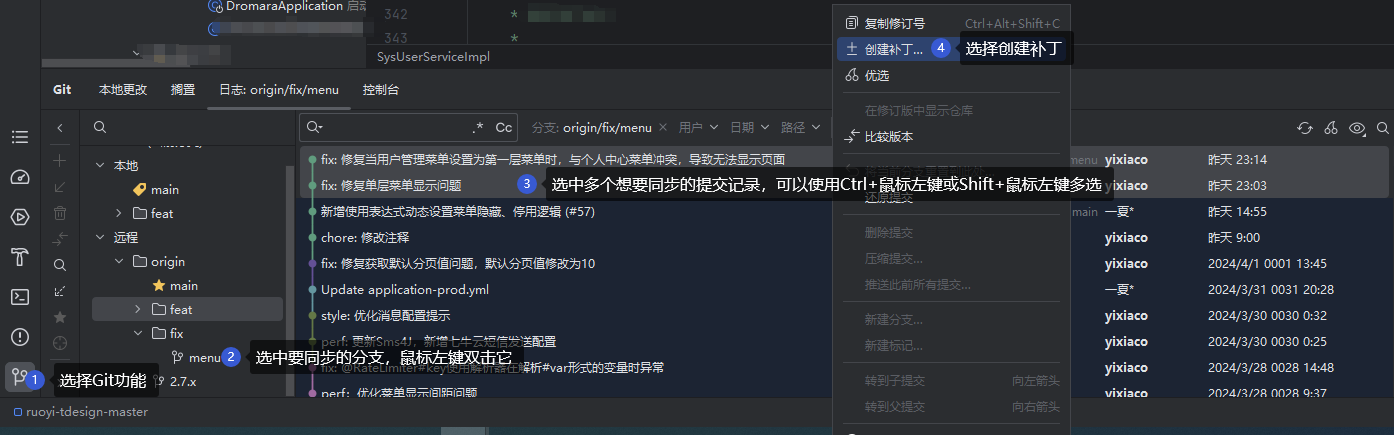 DromaraApplication 启动
342
*
343
*
SysUserServiceImpl
Git
本地更改
搁置
日志: origin/fix/menu
控制台
.*
Cc
分支: origin/fix/menu
用户
日期
路径
本地
main
feat
远程
origin
main
feat
fix
menu
2.7.x
fix: 修复当用户管理菜单设置为第一层菜单时，与个人中心菜单冲突，导致无法显示页面
menu
yixiaco
昨天 23:14
fix: 修复单层菜单显示问题
yixiaco
昨天 23:03
新增使用表达式动态设置菜单隐藏、停用逻辑 (#57)
main
一夏*
昨天 14:55
chore: 修改注释
yixiaco
昨天 9:00
fix: 修复获取默认分页值问题，默认分页值修改为10
yixiaco
2024/4/1 0001 13:45
Update application-prod.yml
一夏*
2024/3/31 0031 20:28
style: 优化消息配置提示
yixiaco
2024/3/30 0030 0:32
perf: 更新Sms4J，新增七牛云短信发送配置
yixiaco
2024/3/30 0030 0:25
fix: @RateLimiter#key使用解析器在解析#var形式的变量时异常
yixiaco
2024/3/28 0028 14:48
perf: 优化菜单显示间距问题
yixiaco
2024/3/28 0028 9:37
复制修订号
Ctrl+Alt+Shift+C
创建补丁...
优选
在修订版中显示仓库
比较版本
还原提交
删除提交
压缩提交...
推送此前所有提交...
新建分支...
新建标记...
转到子提交
向左箭头
转到父提交
向右箭头
1
选择Git功能
2
选中要同步的分支，鼠标左键双击它
3
选中多个想要同步的提交记录，可以使用Ctrl+鼠标左键或Shift+鼠标左键多选
4
选择创建补丁
ruoyi-tdesign-master